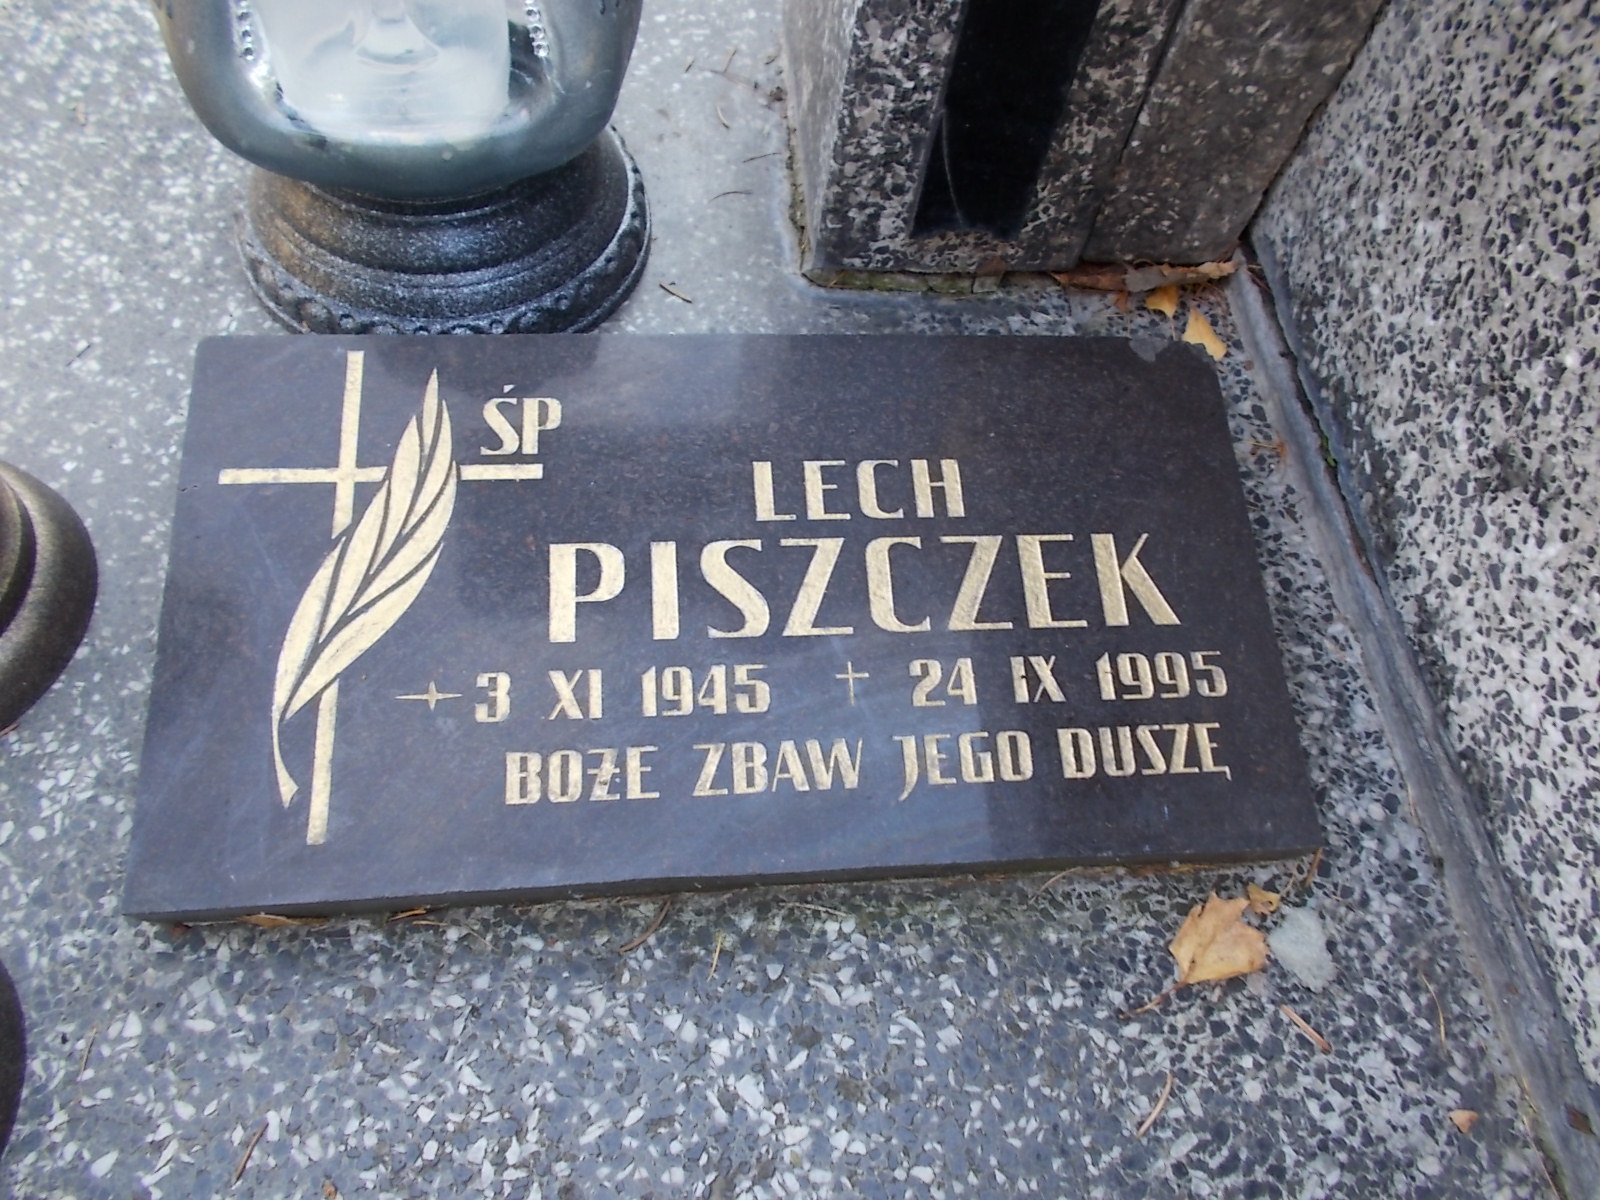 ŚP
LECH
PISZCZEK
3 XI 1945 24 IX 1995
BOŻE ZBAW JEGO DUSZĘ